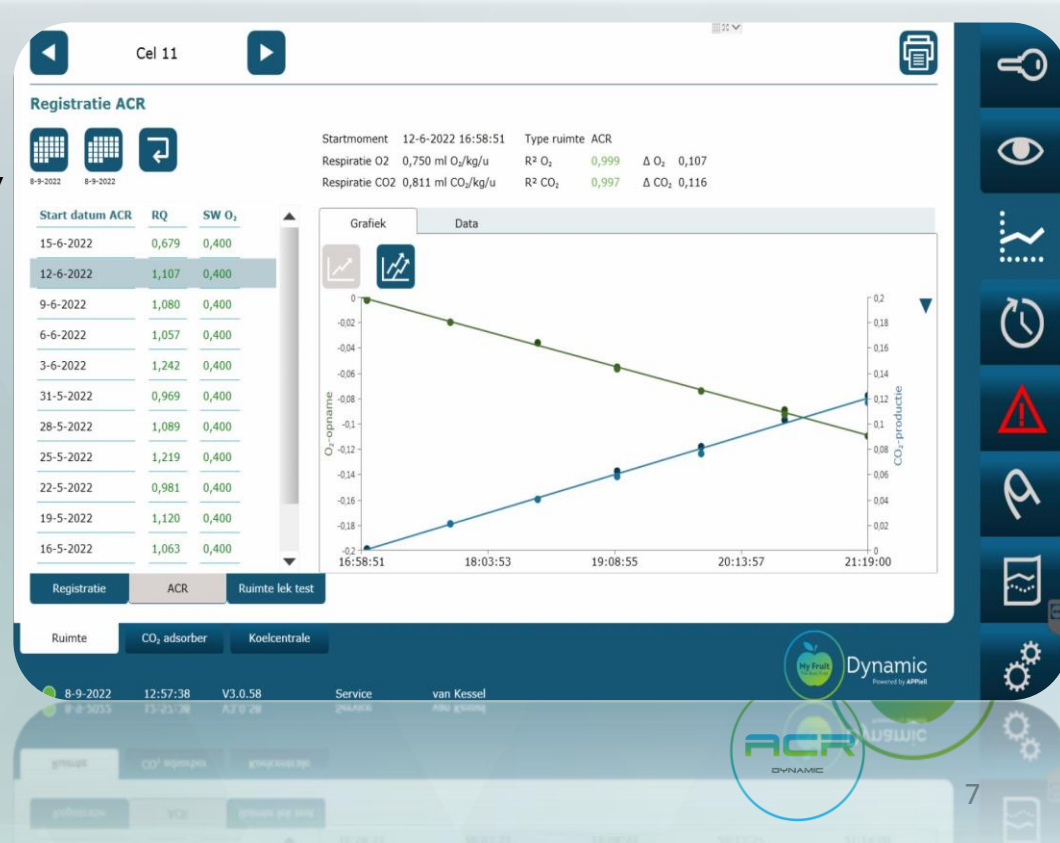 Cel 11
Registratie ACR
8-9-2022 8-9-2022
Startmoment 12-6-2022 16:58:51 Type ruimte ACR
Respiratie O2 0,750 ml O₂/kg/u R² O₂ 0,999 Δ O₂ 0,107
Respiratie CO2 0,811 ml CO₂/kg/u R² CO₂ 0,997 Δ CO₂ 0,116
Start datum ACR RQ SW O₂
15-6-2022 0,679 0,400
12-6-2022 1,107 0,400
9-6-2022 1,080 0,400
6-6-2022 1,057 0,400
3-6-2022 1,242 0,400
31-5-2022 0,969 0,400
28-5-2022 1,089 0,400
25-5-2022 1,219 0,400
22-5-2022 0,981 0,400
19-5-2022 1,120 0,400
16-5-2022 1,063 0,400
Grafiek Data
0 0,2
-0,02 0,18
-0,04 0,16
-0,06 0,14
-0,08 0,12
-0,1 0,1
-0,12 0,08
-0,14 0,06
-0,16 0,04
-0,18 0,02
-0,2 0
O₂-opname
CO₂-productie
16:58:51 18:03:53 19:08:55 20:13:57 21:19:00
Registratie ACR Ruimte lek test
Ruimte CO₂ adsorber Koelcentrale
My Fruit
Dynamic
Powered by APPlell
8-9-2022 12:57:38 V3.0.58 Service van Kessel
ACR
DYNAMIC
7